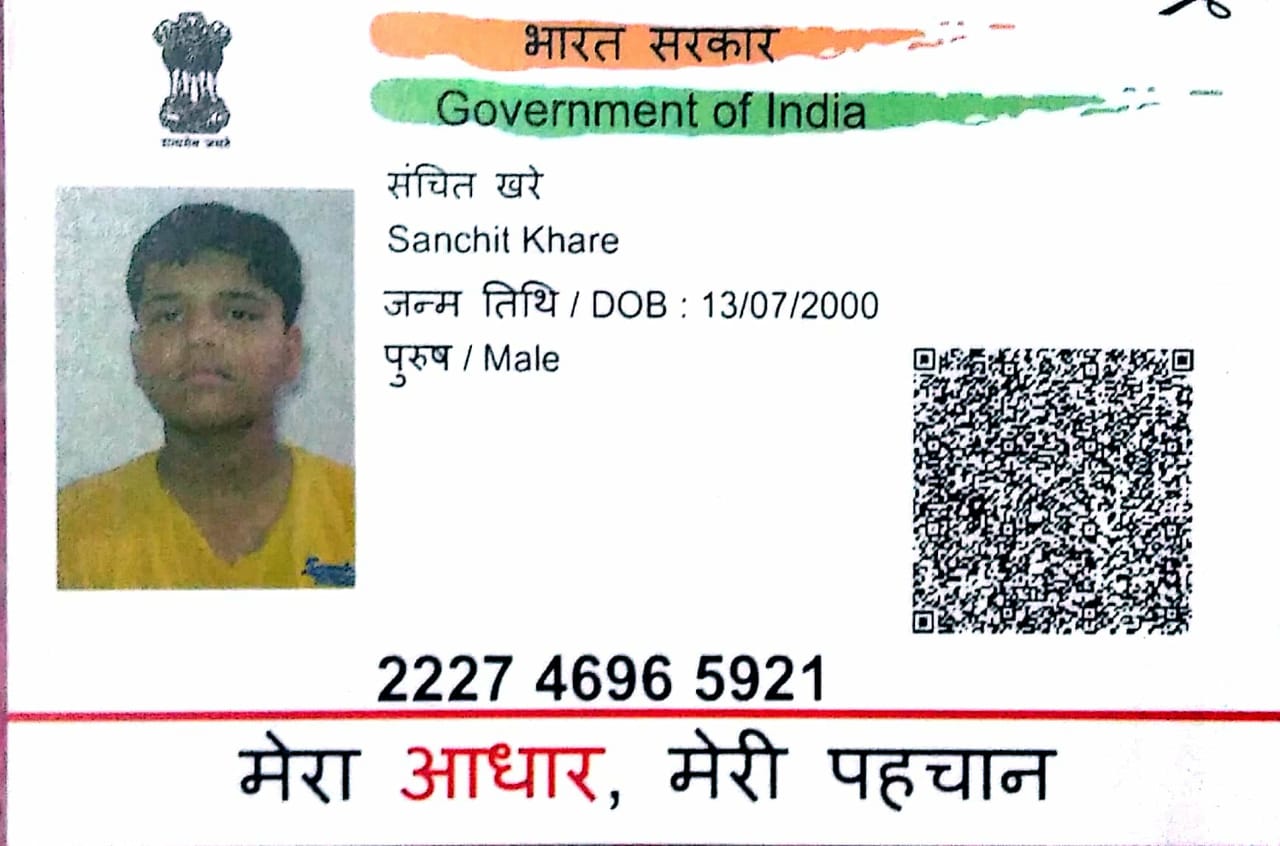 भारत सरकार
Government of India
सत्यमेव जयते
संचित खरे
Sanchit Khare
जन्म तिथि / DOB : 13/07/2000
पुरुष / Male
2227 4696 5921
मेरा आधार, मेरी पहचान